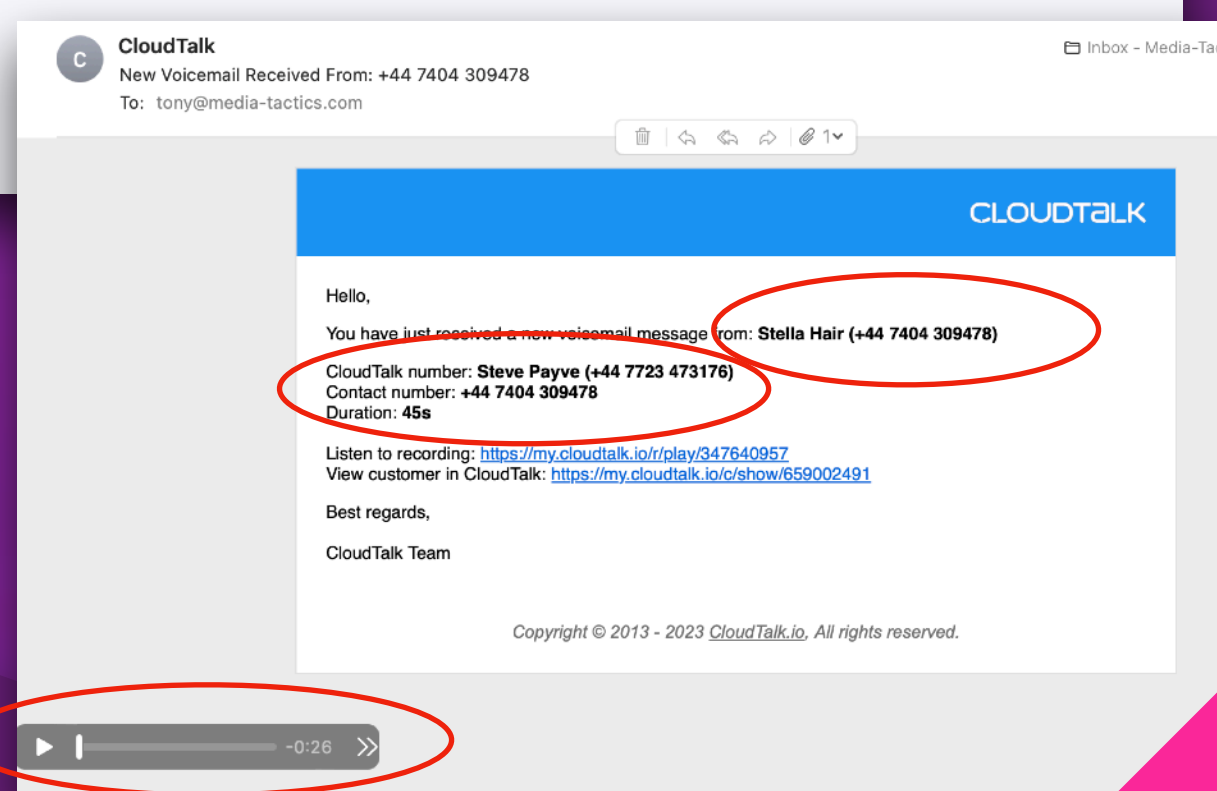 C
CloudTalk
New Voicemail Received From: +44 7404 309478
To: tony@media-tactics.com
Inbox - Media-Tac
1
CLOUDTALK
Hello,
You have just received a new voicemail message from: Stella Hair (+44 7404 309478)
CloudTalk number: Steve Payve (+44 7723 473176)
Contact number: +44 7404 309478
Duration: 45s
Listen to recording: https://my.cloudtalk.io/r/play/347640957
View customer in CloudTalk: https://my.cloudtalk.io/c/show/659002491
Best regards,
CloudTalk Team
Copyright © 2013 - 2023 CloudTalk.io, All rights reserved.
-0:26